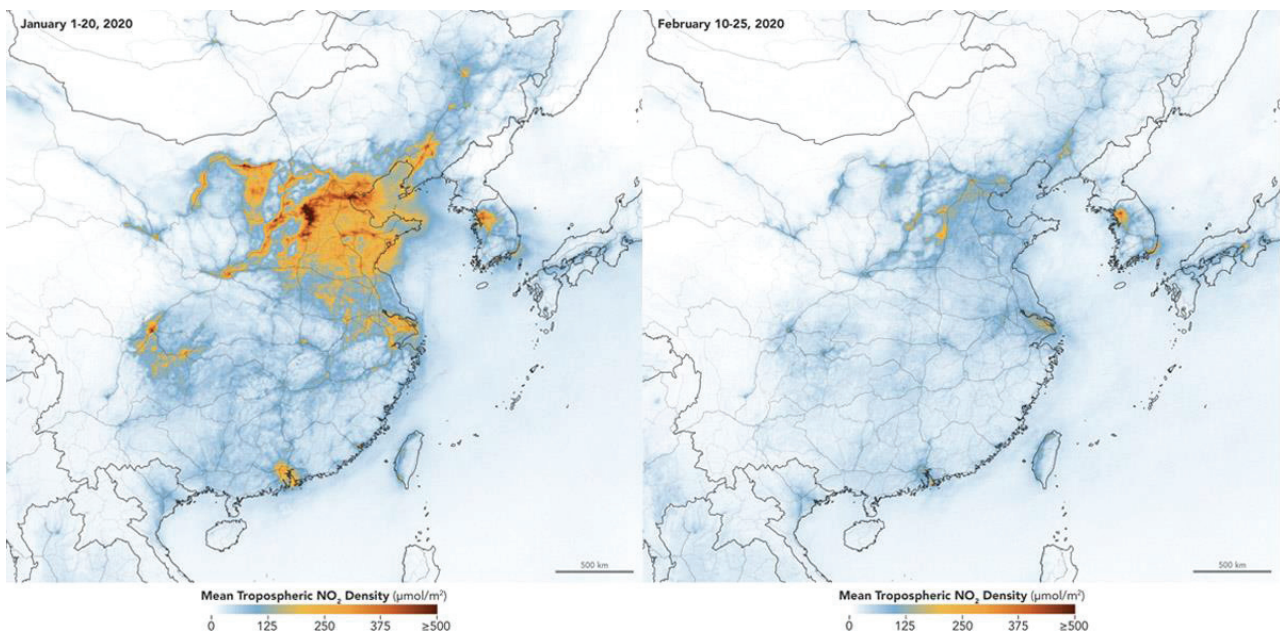 January 1-20, 2020
February 10-25, 2020
500 km
500 km
Mean Tropospheric NO₂ Density (μmol/m²)
0 125 250 375 ≥500
Mean Tropospheric NO₂ Density (μmol/m²)
0 125 250 375 ≥500